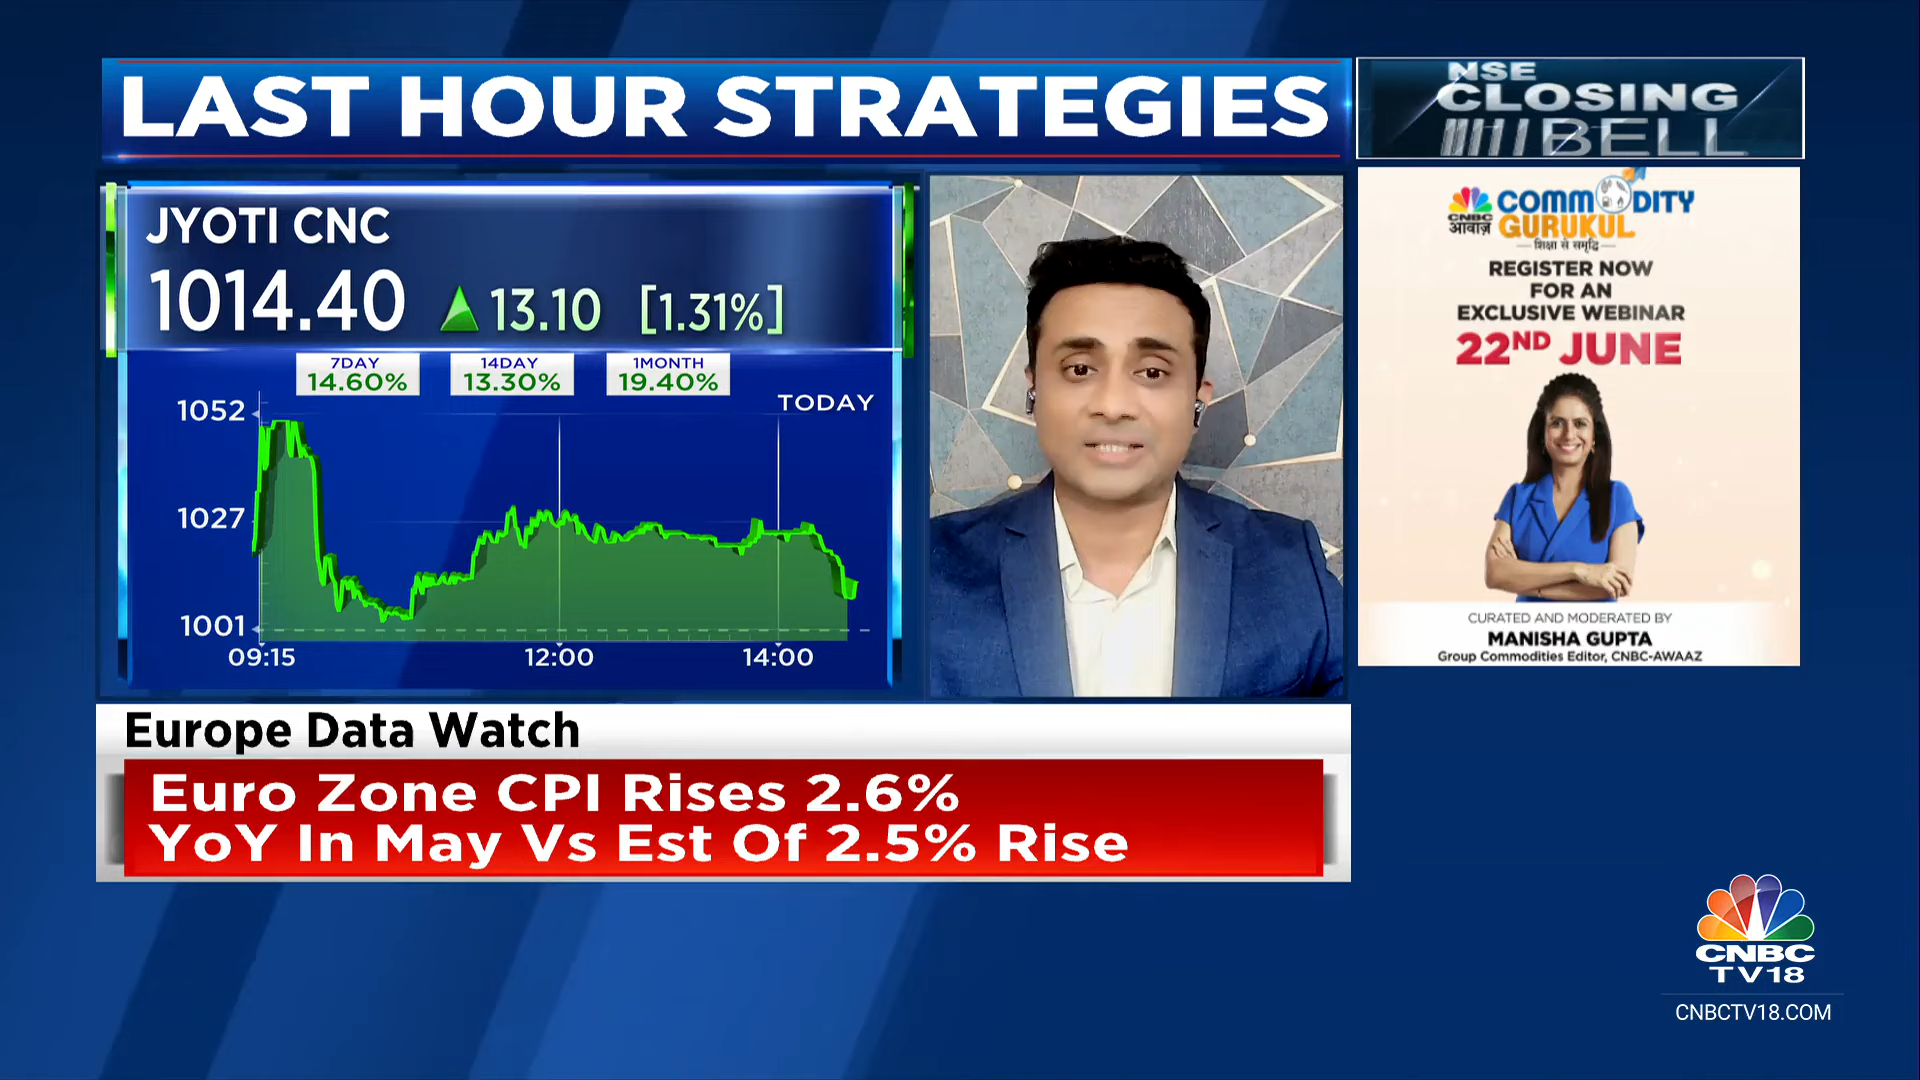 LAST HOUR STRATEGIES
NSE
CLOSING
BELL
JYOTI CNC
1014.40 ▲ 13.10 [1.31%]
7DAY
14.60%
14DAY
13.30%
1MONTH
19.40%
TODAY
1052
1027
1001
09:15
12:00
14:00
CNBC
आवाज़
COMMODITY
GURUKUL
शिक्षा से समृद्धि
REGISTER NOW
FOR AN
EXCLUSIVE WEBINAR
22ND JUNE
CURATED AND MODERATED BY
MANISHA GUPTA
Group Commodities Editor, CNBC-AWAAZ
Europe Data Watch
Euro Zone CPI Rises 2.6%
YoY In May Vs Est Of 2.5% Rise
CNBC
TV18
CNBCTV18.COM